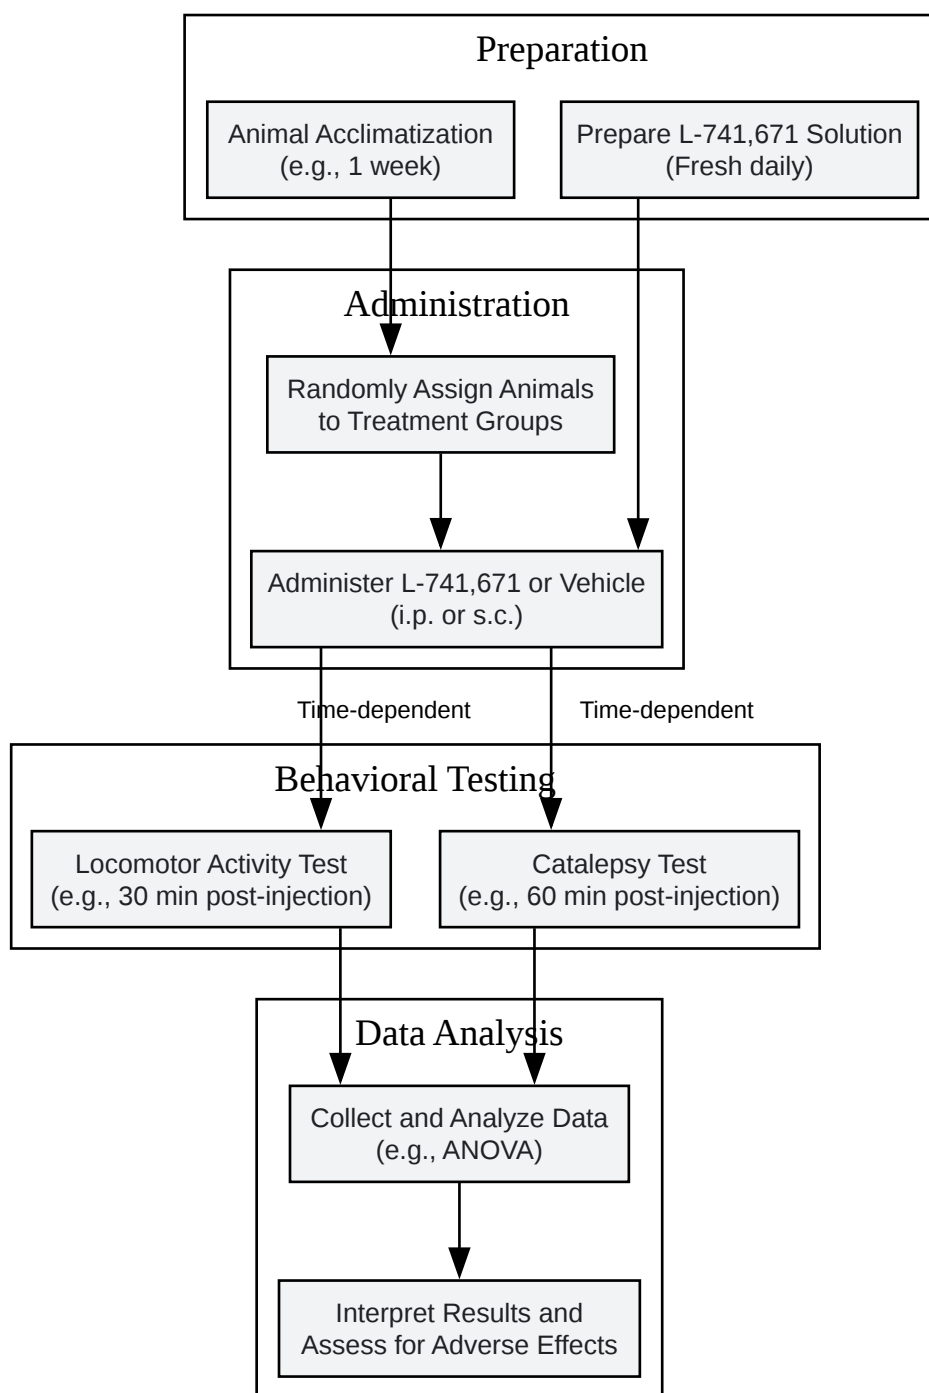 Preparation
Animal Acclimatization
(e.g., 1 week)
Prepare L-741,671 Solution
(Fresh daily)
Administration
Randomly Assign Animals
to Treatment Groups
Administer L-741,671 or Vehicle
(i.p. or s.c.)
Time-dependent
Time-dependent
Behavioral Testing
Locomotor Activity Test
(e.g., 30 min post-injection)
Catalepsy Test
(e.g., 60 min post-injection)
Data Analysis
Collect and Analyze Data
(e.g., ANOVA)
Interpret Results and
Assess for Adverse Effects